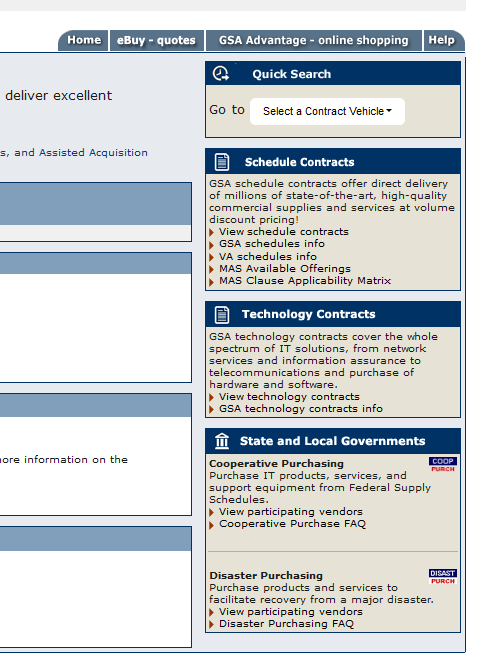 Home
eBuy - quotes
GSA Advantage - online shopping
Help
deliver excellent
s, and Assisted Acquisition
ore information on the
Quick Search
Go to
Select a Contract Vehicle
Schedule Contracts
GSA schedule contracts offer direct delivery
of millions of state-of-the-art, high-quality
commercial supplies and services at volume
discount pricing!
View schedule contracts
GSA schedules info
VA schedules info
MAS Available Offerings
MAS Clause Applicability Matrix
Technology Contracts
GSA technology contracts cover the whole
spectrum of IT solutions, from network
services and information assurance to
telecommunications and purchase of
hardware and software.
View technology contracts
GSA technology contracts info
State and Local Governments
Cooperative Purchasing
COOP
PURCH
Purchase IT products, services, and
support equipment from Federal Supply
Schedules.
View participating vendors
Cooperative Purchase FAQ
Disaster Purchasing
DISAST
PURCH
Purchase products and services to
facilitate recovery from a major disaster.
View participating vendors
Disaster Purchasing FAQ